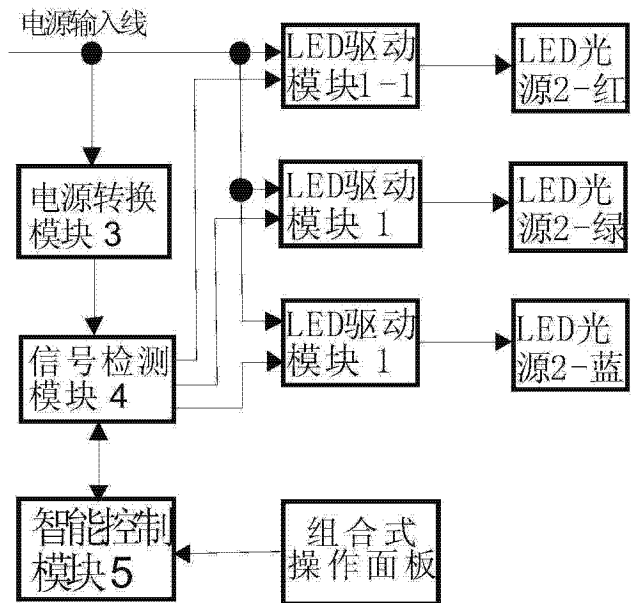 电源输入线
LED驱动
模块1-1
LED光
源2-红
电源转换
模块 3
LED驱动
模块 1
LED光
源2-绿
信号检测
模块 4
LED驱动
模块 1
LED光
源2-蓝
智能控制
模块5
组合式
操作面板